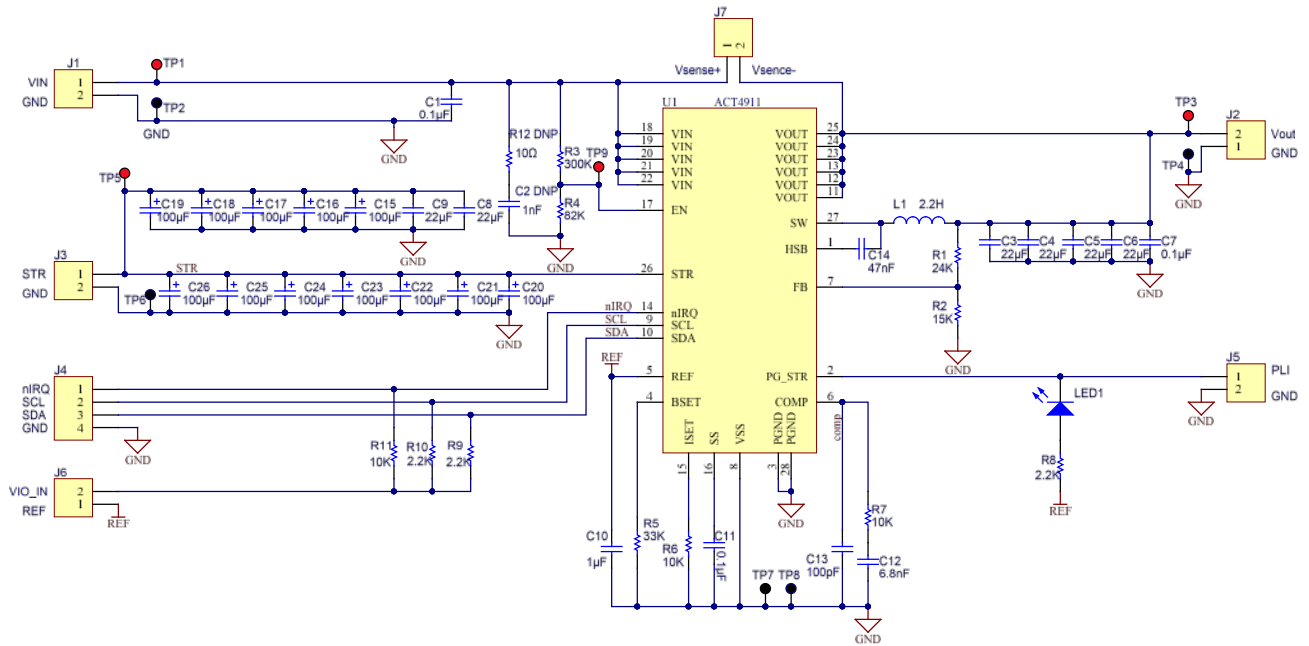 J7
1 2
Vsense+ Vsence-
J1
VIN 1
GND 2
TP1
TP2
GND
C1
0.1µF
GND
R12 DNP
10Ω
C2 DNP
1nF
R3
300K
TP9
R4
82K
GND
U1 ACT4911
18 VIN
19 VIN
20 VIN
21 VIN
22 VIN
17 EN
26 STR
14 nIRQ
9 SCL
10 SDA
5 REF
4 BSET
VOUT 25
VOUT 24
VOUT 23
VOUT 13
VOUT 12
VOUT 11
SW 27
HSB 1
FB 7
PG_STR 2
COMP 6
ISET SS VSS PGND PGND
15 16 8 3 28
GND
TP3
J2
2 Vout
1 GND
TP4
GND
L1 2.2H
C14
47nF
R1
24K
R2
15K
GND
C3 C4 C5 C6 C7
22µF 22µF 22µF 22µF 0.1µF
GND
TP5
C19 C18 C17 C16 C15 C9 C8
100µF 100µF 100µF 100µF 100µF 22µF 22µF
GND
J3
STR 1
GND 2
STR
TP6
C26 C25 C24 C23 C22 C21 C20
100µF 100µF 100µF 100µF 100µF 100µF 100µF
GND
nIRQ
SCL
SDA
REF
J4
nIRQ 1
SCL 2
SDA 3
GND 4
GND
R11
10K
R10
2.2K
R9
2.2K
J6
VIO_IN 2
REF 1
REF
C10
1µF
R5
33K
R6
10K
C11
0.1µF
TP7 TP8
comp
C13
100pF
R7
10K
C12
6.8nF
GND
LED1
R8
2.2K
REF
J5
1 PLI
2 GND
GND